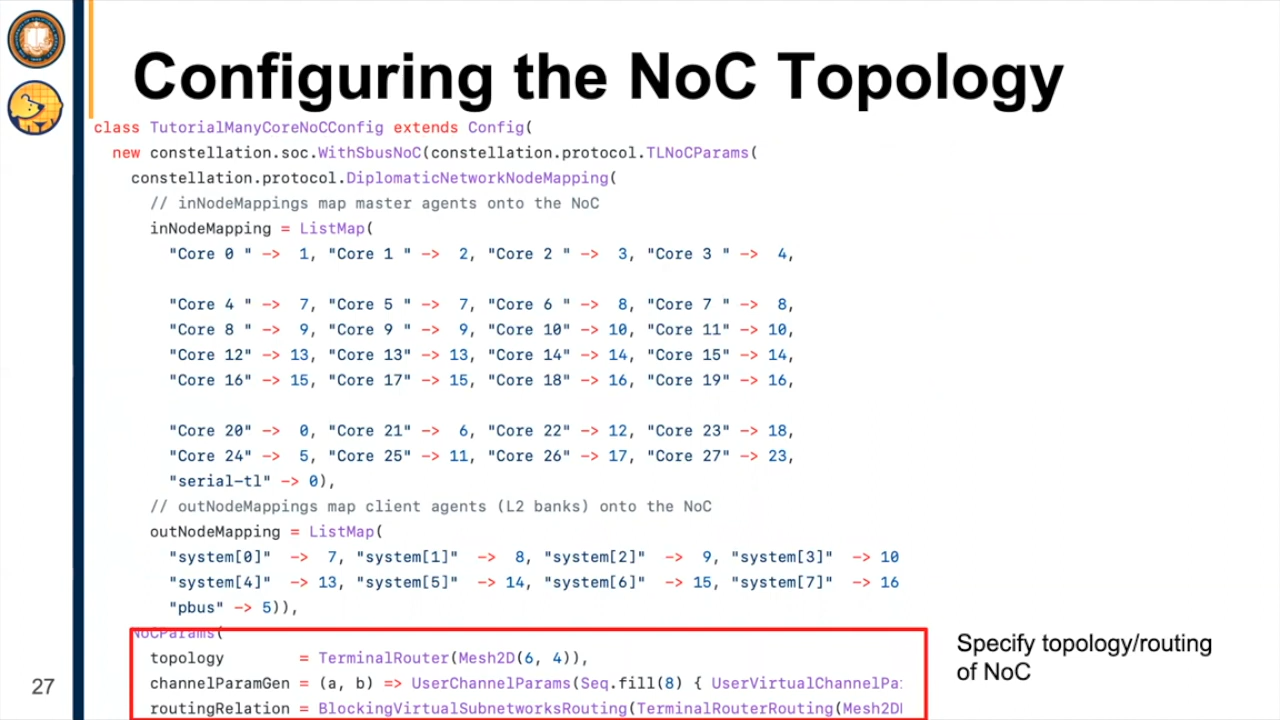 Configuring the NoC Topology
class TutorialManyCoreNoCConfig extends Config(
new constellation.soc.WithSbusNoC(constellation.protocol.TLNoCParams(
constellation.protocol.DiplomaticNetworkNodeMapping(
// inNodeMappings map master agents onto the NoC
inNodeMapping = ListMap(
"Core 0 " -> 1, "Core 1 " -> 2, "Core 2 " -> 3, "Core 3 " -> 4,
"Core 4 " -> 7, "Core 5 " -> 7, "Core 6 " -> 8, "Core 7 " -> 8,
"Core 8 " -> 9, "Core 9 " -> 9, "Core 10" -> 10, "Core 11" -> 10,
"Core 12" -> 13, "Core 13" -> 13, "Core 14" -> 14, "Core 15" -> 14,
"Core 16" -> 15, "Core 17" -> 15, "Core 18" -> 16, "Core 19" -> 16,
"Core 20" -> 0, "Core 21" -> 6, "Core 22" -> 12, "Core 23" -> 18,
"Core 24" -> 5, "Core 25" -> 11, "Core 26" -> 17, "Core 27" -> 23,
"serial-tl" -> 0),
// outNodeMappings map client agents (L2 banks) onto the NoC
outNodeMapping = ListMap(
"system[0]" -> 7, "system[1]" -> 8, "system[2]" -> 9, "system[3]" -> 10
"system[4]" -> 13, "system[5]" -> 14, "system[6]" -> 15, "system[7]" -> 16
"pbus" -> 5)),
NoCParams(
topology = TerminalRouter(Mesh2D(6, 4)),
channelParamGen = (a, b) => UserChannelParams(Seq.fill(8) { UserVirtualChannelPa
routingRelation = BlockingVirtualSubnetworksRouting(TerminalRouterRouting(Mesh2D
Specify topology/routing
of NoC
27